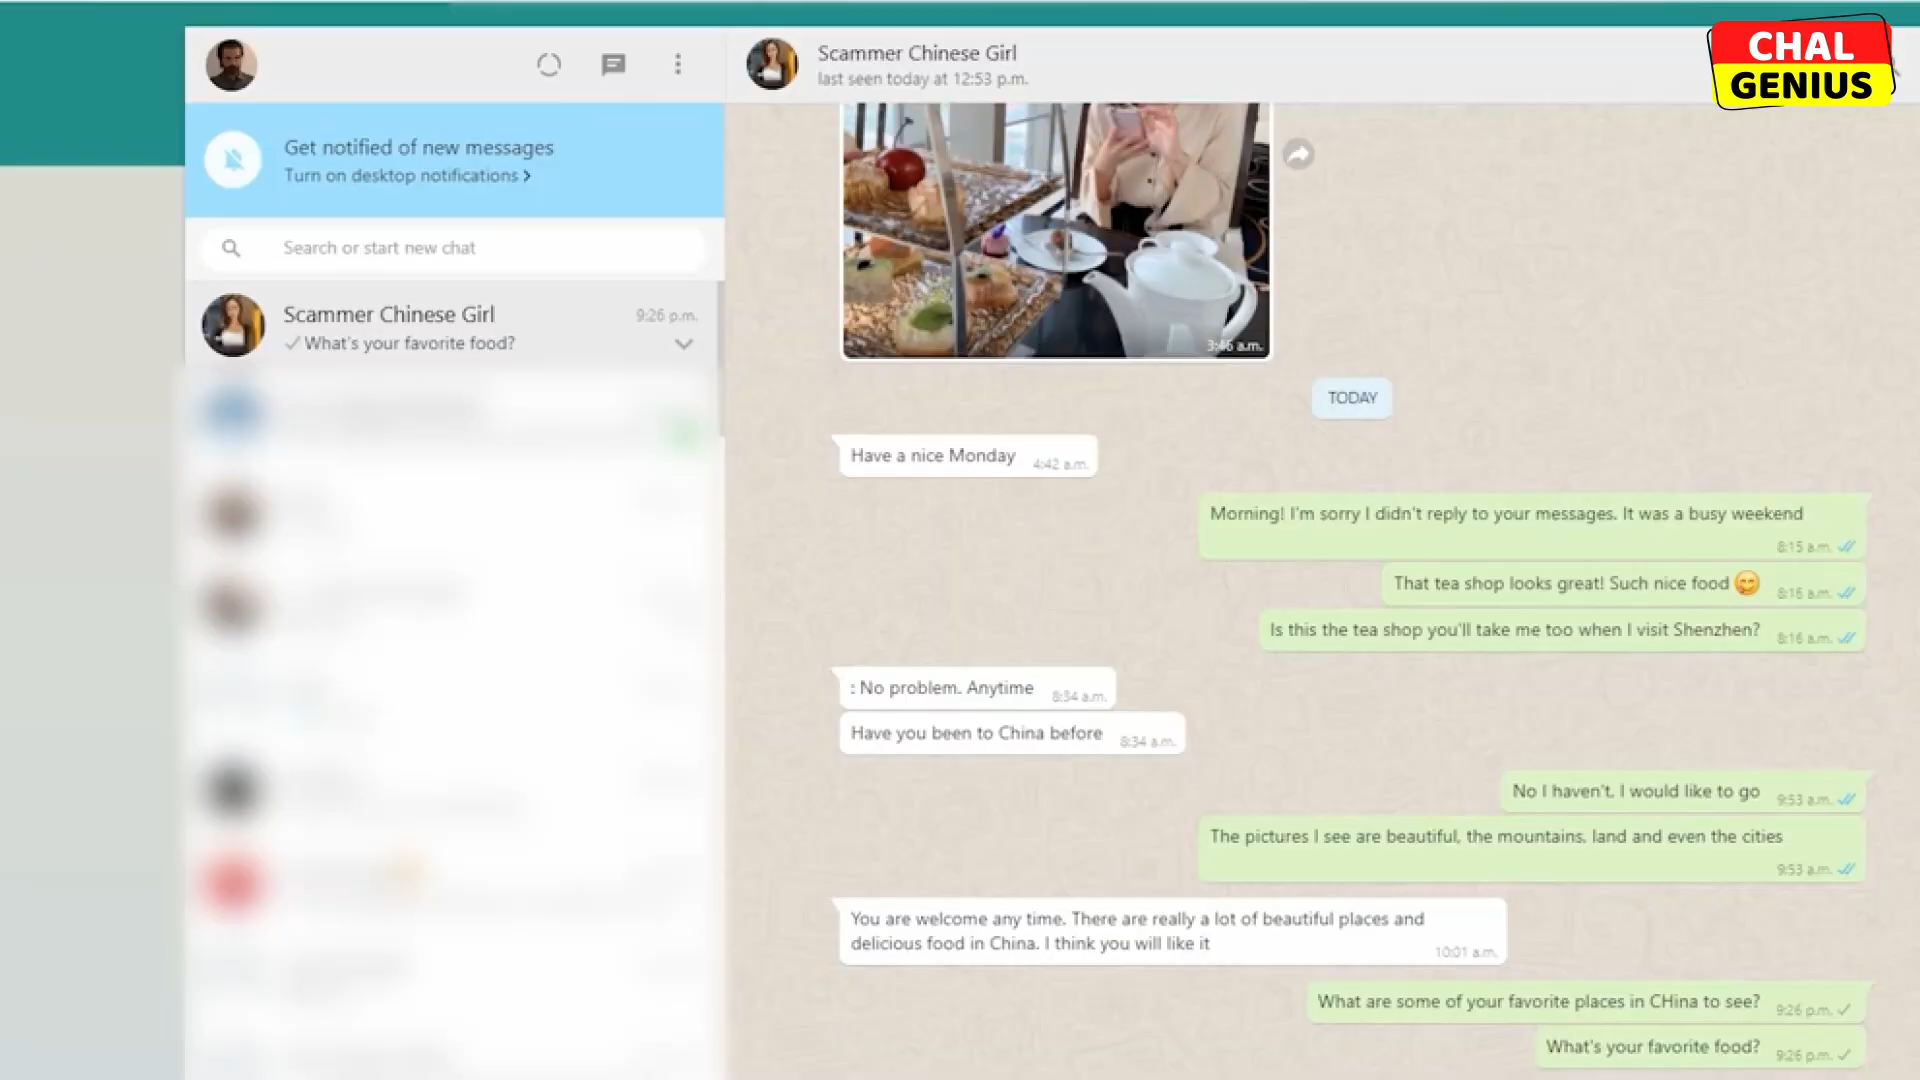 CHAL
GENIUS
Scammer Chinese Girl
last seen today at 12:53 p.m.
Get notified of new messages
Turn on desktop notifications >
Search or start new chat
Scammer Chinese Girl
9:26 p.m.
What's your favorite food?
3:46 a.m.
TODAY
Have a nice Monday
4:42 a.m.
Morning! I'm sorry I didn't reply to your messages. It was a busy weekend
8:15 a.m.
That tea shop looks great! Such nice food 😋
8:16 a.m.
Is this the tea shop you'll take me too when I visit Shenzhen?
8:16 a.m.
: No problem. Anytime
8:34 a.m.
Have you been to China before
8:34 a.m.
No I haven't. I would like to go
9:53 a.m.
The pictures I see are beautiful, the mountains, land and even the cities
9:53 a.m.
You are welcome any time. There are really a lot of beautiful places and
delicious food in China. I think you will like it
10:01 a.m.
What are some of your favorite places in CHina to see?
9:26 p.m.
What's your favorite food?
9:26 p.m.